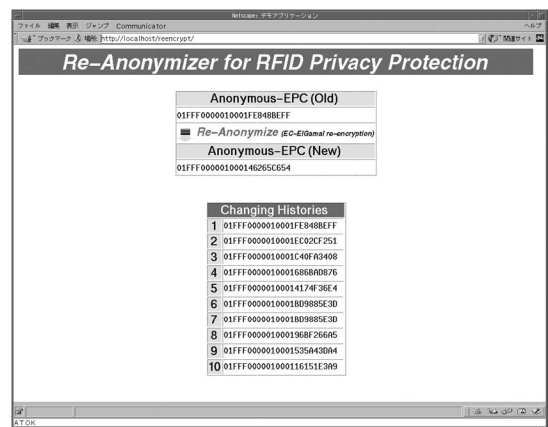 Netscape: デモアプリケーション
ファイル 編集 表示 ジャンプ Communicator ヘルプ
ブックマーク 場所 http://localhost/reencrypt/ 関連サイト
Re-Anonymizer for RFID Privacy Protection
Anonymous-EPC (Old)
01FFF0000010001FE848BEFF
Re-Anonymize (EC-ElGamal re-encryption)
Anonymous-EPC (New)
01FFF000001000146265C654
Changing Histories
1 01FFF0000010001FE848BEFF
2 01FFF0000010001EC02CF251
3 01FFF0000010001C40FA3408
4 01FFF0000010001686BAD876
5 01FFF00000100014174F36E4
6 01FFF0000010001BD9885E3D
7 01FFF0000010001BD9885E3D
8 01FFF000001000196BF266A5
9 01FFF0000010001535A43DA4
10 01FFF000001000116151E3A9
ATOK